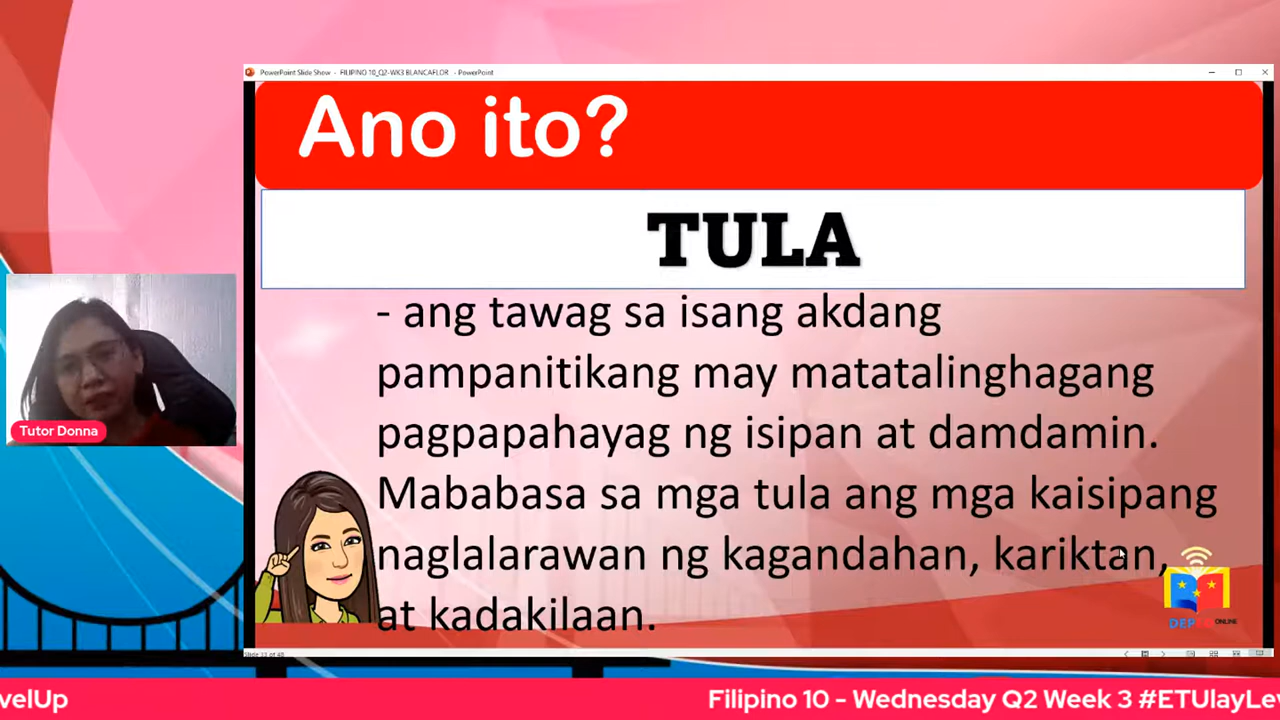 PowerPoint Slide Show - FILIPINO 10_Q2-WK3 BLANCAFLOR - PowerPoint
Ano ito?
TULA
- ang tawag sa isang akdang
pampanitikang may matatalinghagang
pagpapahayag ng isipan at damdamin.
Mababasa sa mga tula ang mga kaisipang
naglalarawan ng kagandahan, kariktan,
at kadakilaan.
Tutor Donna
DEPED ONLINE
velUp
Filipino 10 - Wednesday Q2 Week 3 #ETUlayLev